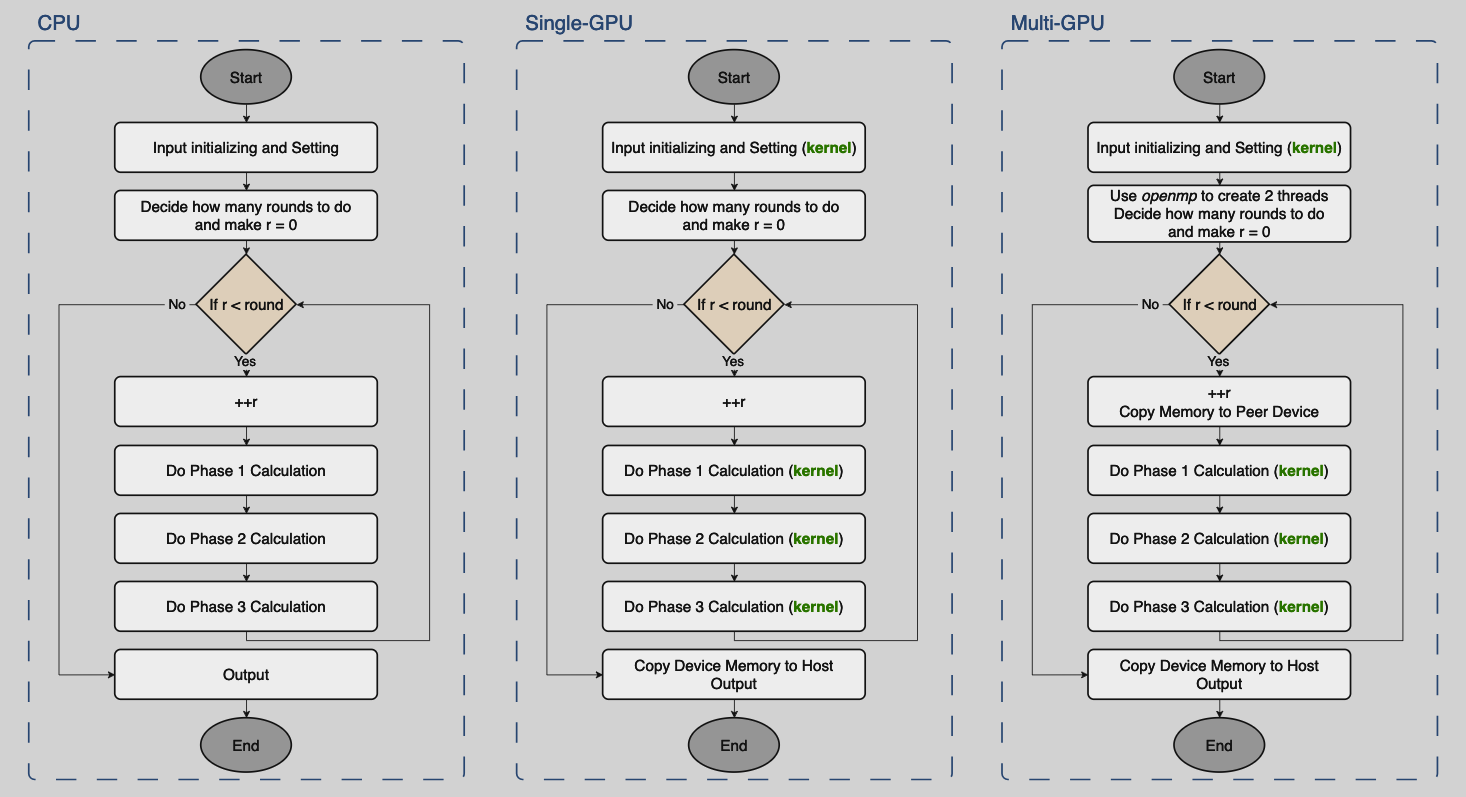 CPU
Start
Input initializing and Setting
Decide how many rounds to do
and make r = 0
If r < round
No
Yes
++r
Do Phase 1 Calculation
Do Phase 2 Calculation
Do Phase 3 Calculation
Output
End
Single-GPU
Start
Input initializing and Setting (kernel)
Decide how many rounds to do
and make r = 0
If r < round
No
Yes
++r
Do Phase 1 Calculation (kernel)
Do Phase 2 Calculation (kernel)
Do Phase 3 Calculation (kernel)
Copy Device Memory to Host
Output
End
Multi-GPU
Start
Input initializing and Setting (kernel)
Use openmp to create 2 threads
Decide how many rounds to do
and make r = 0
If r < round
No
Yes
++r
Copy Memory to Peer Device
Do Phase 1 Calculation (kernel)
Do Phase 2 Calculation (kernel)
Do Phase 3 Calculation (kernel)
Copy Device Memory to Host
Output
End